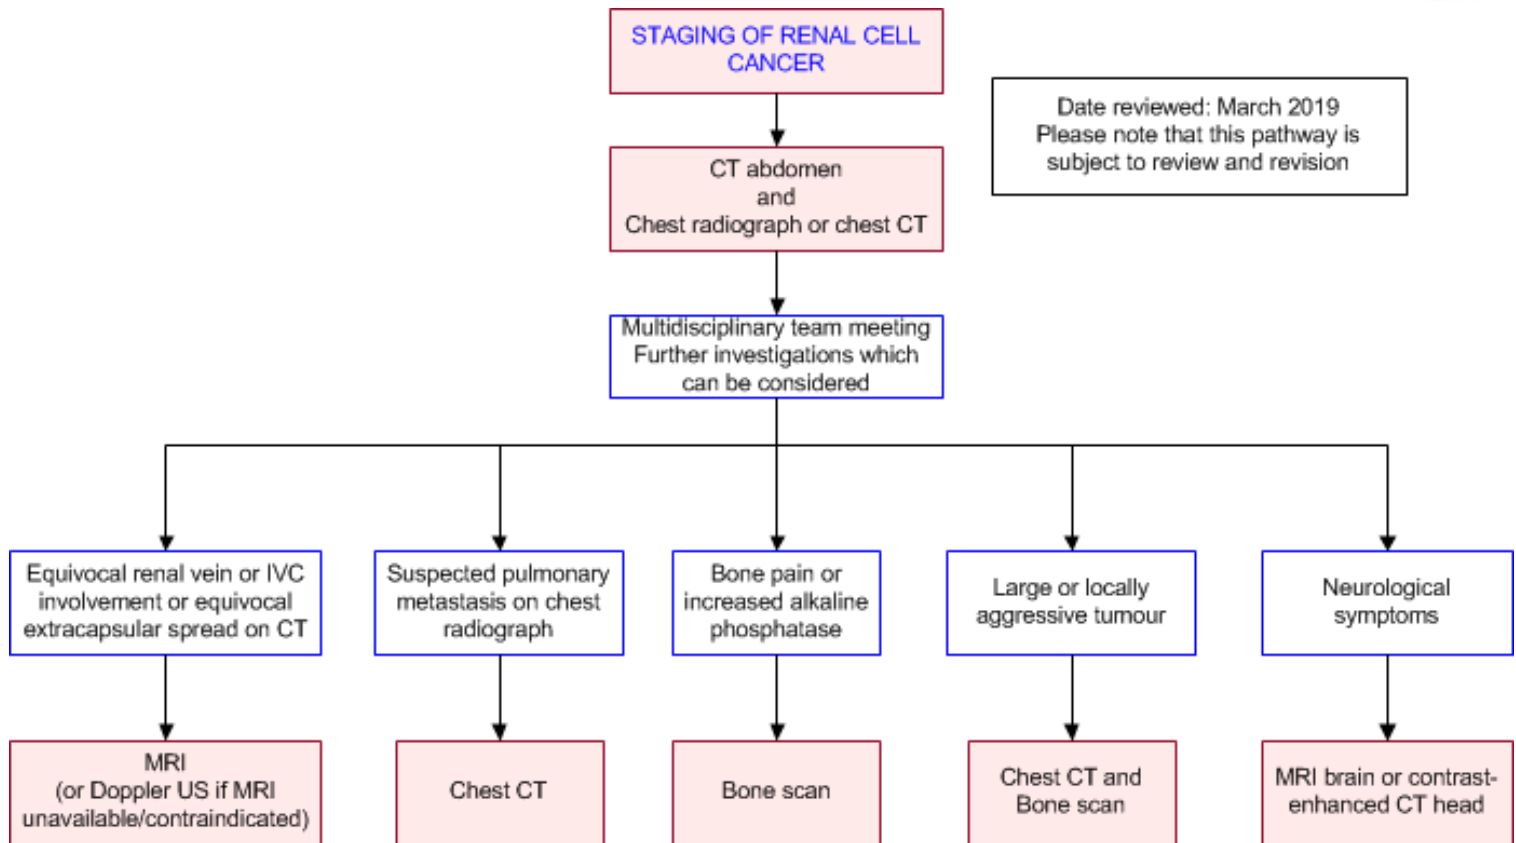 STAGING OF RENAL CELL
CANCER
Date reviewed: March 2019
Please note that this pathway is
subject to review and revision
CT abdomen
and
Chest radiograph or chest CT
Multidisciplinary team meeting
Further investigations which
can be considered
Equivocal renal vein or IVC
involvement or equivocal
extracapsular spread on CT
Suspected pulmonary
metastasis on chest
radiograph
Bone pain or
increased alkaline
phosphatase
Large or locally
aggressive tumour
Neurological
symptoms
MRI
(or Doppler US if MRI
unavailable/contraindicated)
Chest CT
Bone scan
Chest CT and
Bone scan
MRI brain or contrast-
enhanced CT head